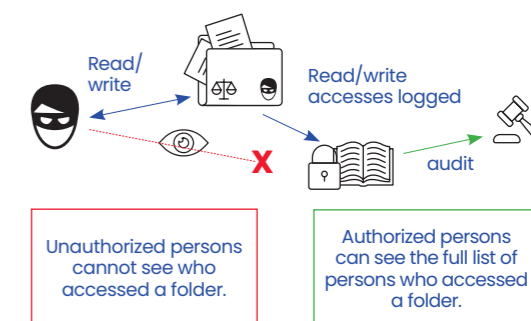 Read/
write
Read/write
accesses logged
X
audit
Unauthorized persons
cannot see who
accessed a folder.
Authorized persons
can see the full list of
persons who accessed
a folder.